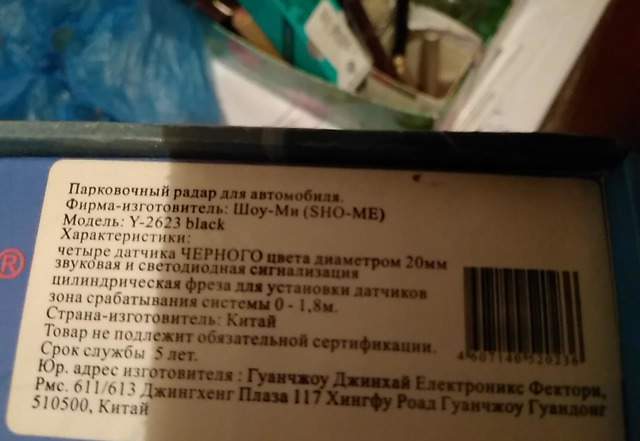 Парковочный радар для автомобиля.
Фирма-изготовитель: Шоу-Ми (SHO-ME)
Модель: Y-2623 black
Характеристики:
четыре датчика ЧЕРНОГО цвета диаметром 20мм
звуковая и светодиодная сигнализация
цилиндрическая фреза для установки датчиков
зона срабатывания системы 0 - 1,8м.
Страна-изготовитель: Китай
Товар не подлежит обязательной сертификации.
Срок службы 5 лет.
Юр. адрес изготовителя : Гуанчжоу Джинхай Електроникс Фектори,
Рмс. 611/613 Джингхенг Плаза 117 Хингфу Роад Гуанчжоу Гуандонг
510500, Китай
®
4607140520236